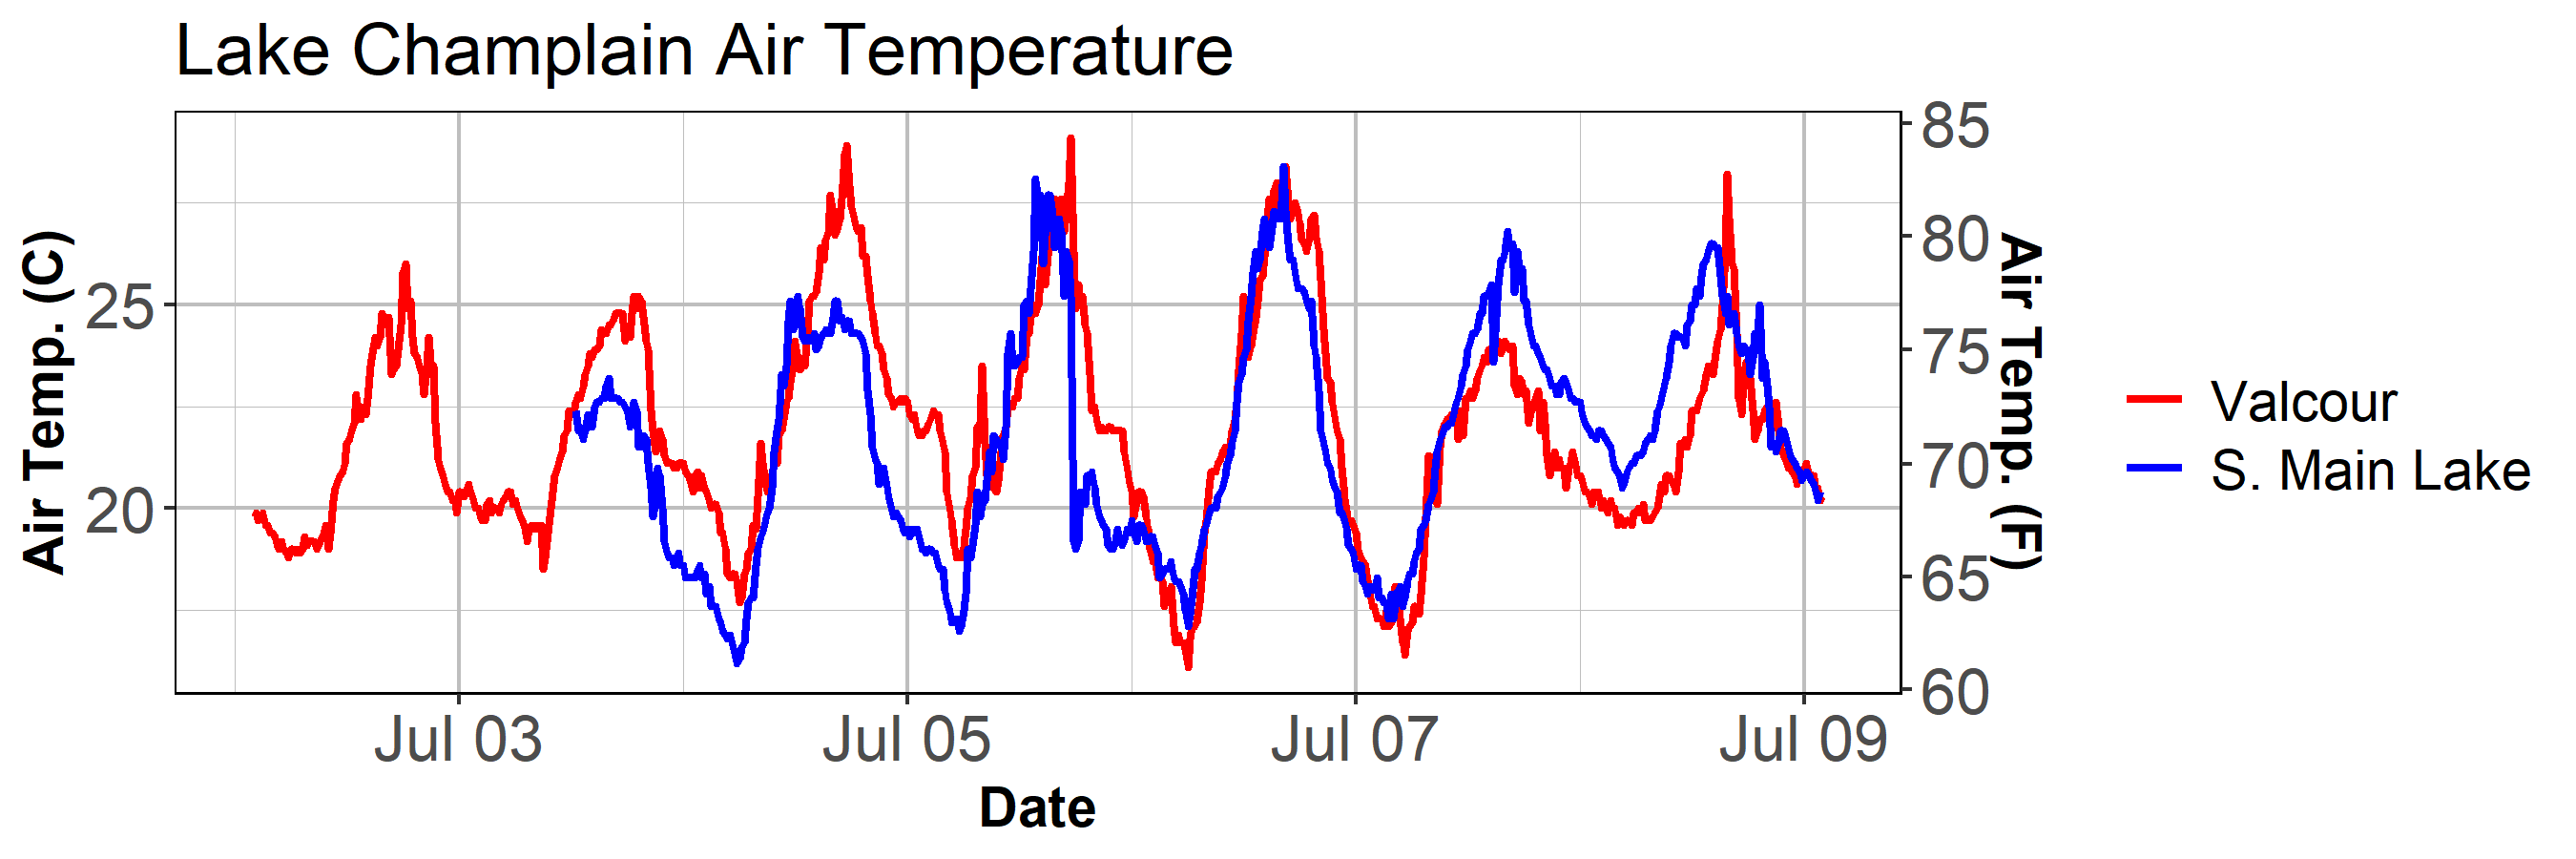 Lake Champlain Air Temperature
Air Temp. (C)
25
20
85
80
75
70
65
60
Air Temp. (F)
Jul 03
Jul 05
Jul 07
Jul 09
Date
Valcour
S. Main Lake